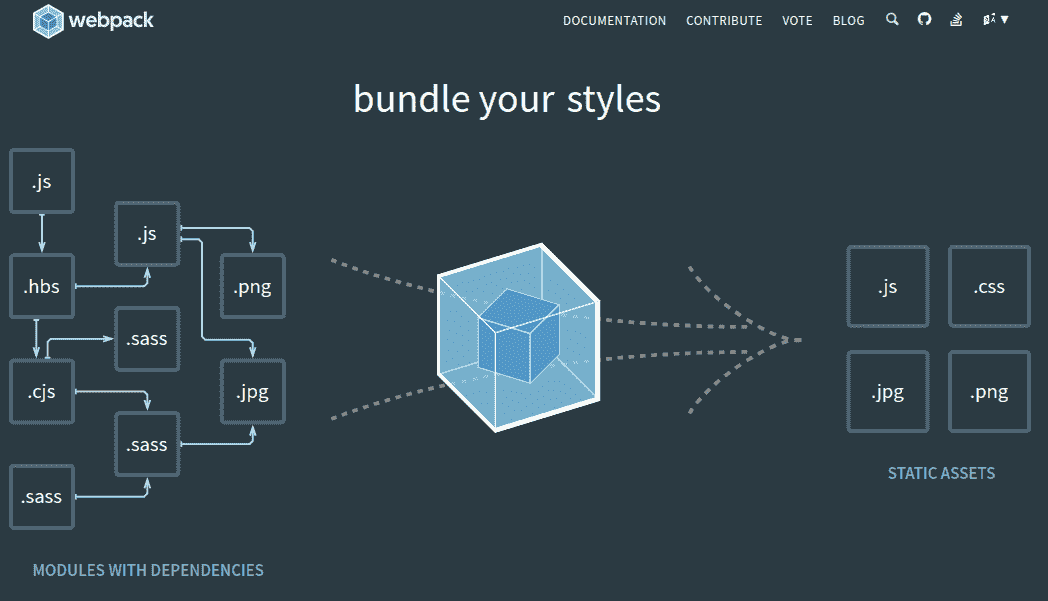 webpack
DOCUMENTATION CONTRIBUTE VOTE BLOG
bundle your styles
.js
.js
.hbs
.png
.sass
.cjs
.jpg
.sass
.sass
MODULES WITH DEPENDENCIES
.js
.css
.jpg
.png
STATIC ASSETS